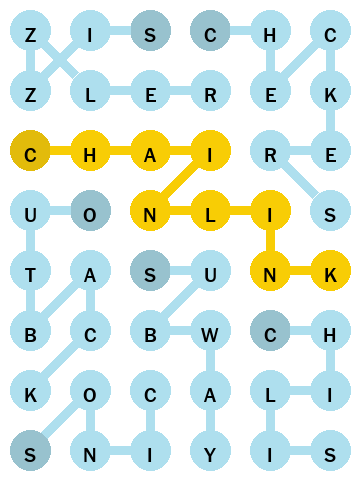 Z I S C H C
Z L E R E K
C H A I R E
U O N L I S
T A S U N K
B C B W C H
K O C A L I
S N I Y I S